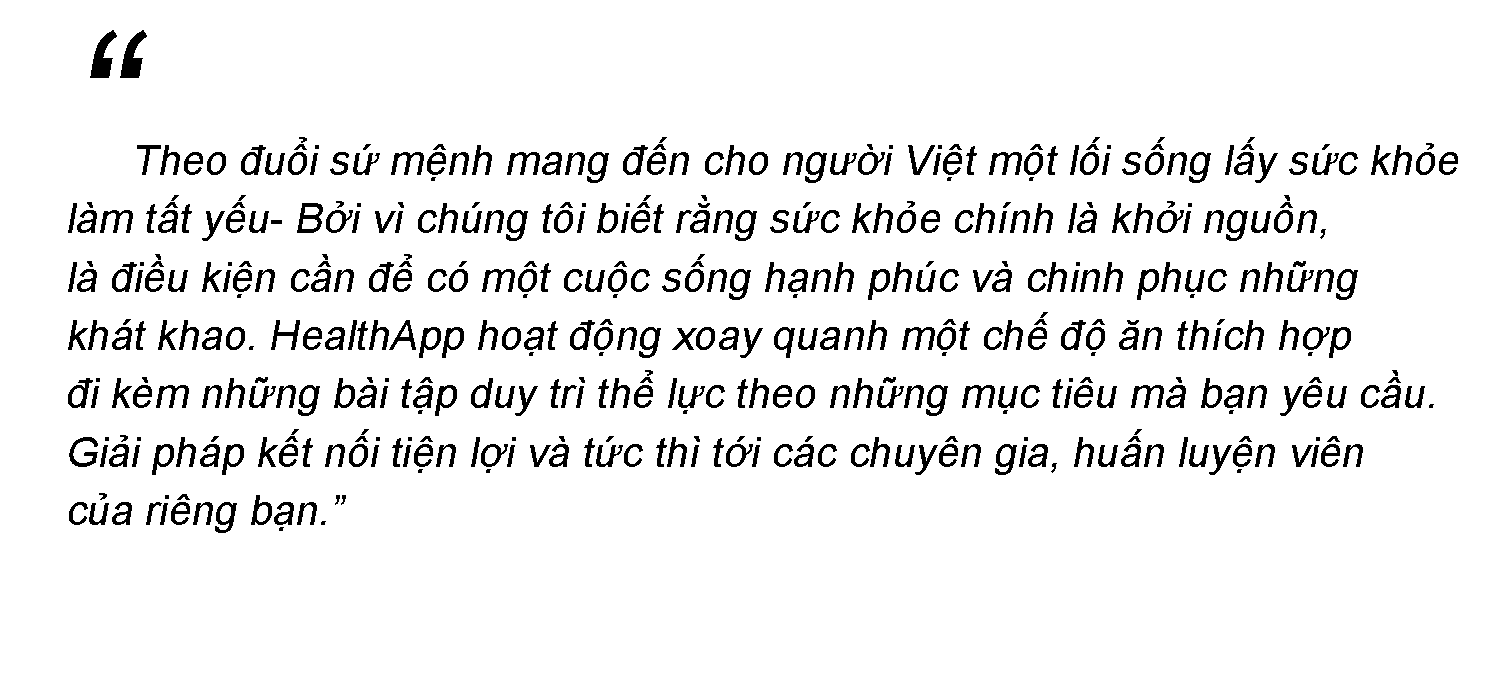 “
Theo đuổi sứ mệnh mang đến cho người Việt một lối sống lấy sức khỏe
làm tất yếu- Bởi vì chúng tôi biết rằng sức khỏe chính là khởi nguồn,
là điều kiện cần để có một cuộc sống hạnh phúc và chinh phục những
khát khao. HealthApp hoạt động xoay quanh một chế độ ăn thích hợp
đi kèm những bài tập duy trì thể lực theo những mục tiêu mà bạn yêu cầu.
Giải pháp kết nối tiện lợi và tức thì tới các chuyên gia, huấn luyện viên
của riêng bạn.”